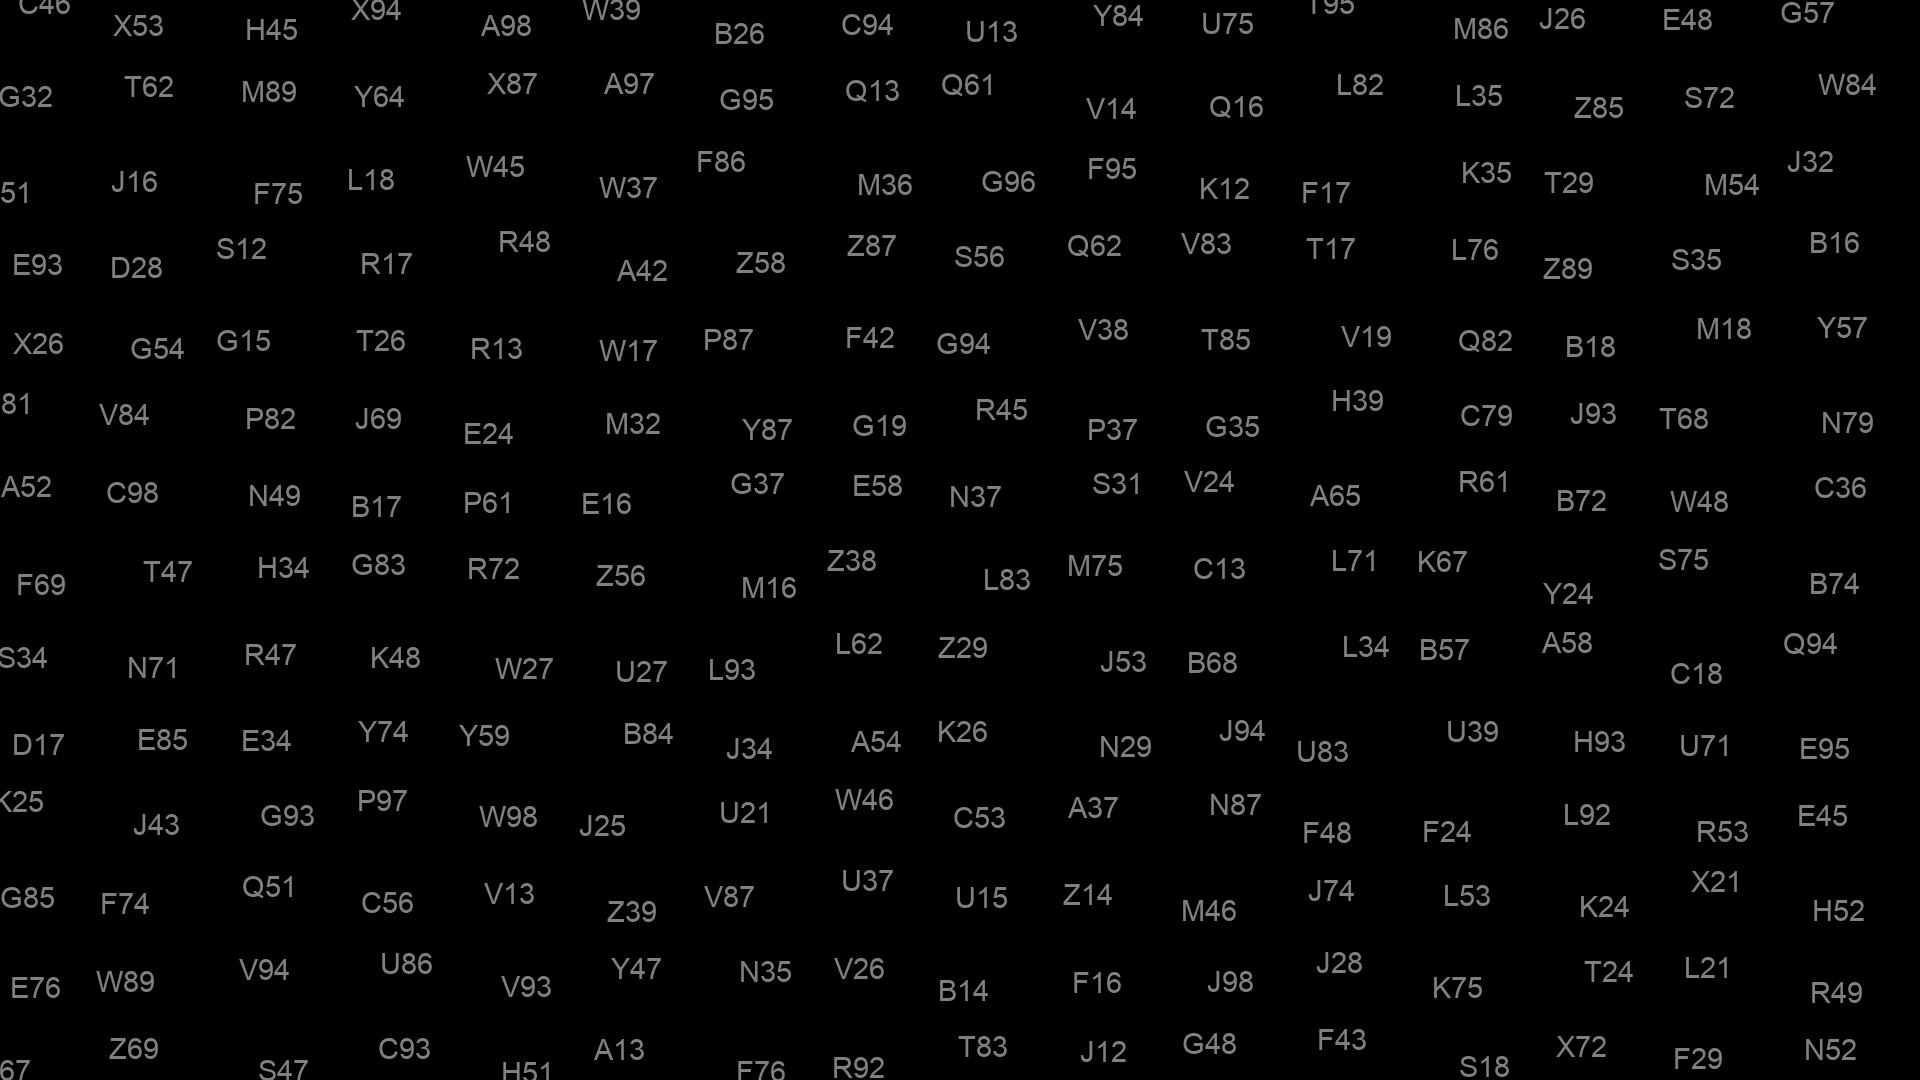 C46 X53 H45 X94 A98 W39 B26 C94 U13 Y84 U75 T95 M86 J26 E48 G57
G32 T62 M89 Y64 X87 A97 G95 Q13 Q61 V14 Q16 L82 L35 Z85 S72 W84
51 J16 F75 L18 W45 W37 F86 M36 G96 F95 K12 F17 K35 T29 M54 J32
E93 D28 S12 R17 R48 A42 Z58 Z87 S56 Q62 V83 T17 L76 Z89 S35 B16
X26 G54 G15 T26 R13 W17 P87 F42 G94 V38 T85 V19 Q82 B18 M18 Y57
81 V84 P82 J69 E24 M32 Y87 G19 R45 P37 G35 H39 C79 J93 T68 N79
A52 C98 N49 B17 P61 E16 G37 E58 N37 S31 V24 A65 R61 B72 W48 C36
F69 T47 H34 G83 R72 Z56 M16 Z38 L83 M75 C13 L71 K67 Y24 S75 B74
S34 N71 R47 K48 W27 U27 L93 L62 Z29 J53 B68 L34 B57 A58 C18 Q94
D17 E85 E34 Y74 Y59 B84 J34 A54 K26 N29 J94 U83 U39 H93 U71 E95
K25 J43 G93 P97 W98 J25 U21 W46 C53 A37 N87 F48 F24 L92 R53 E45
G85 F74 Q51 C56 V13 Z39 V87 U37 U15 Z14 M46 J74 L53 K24 X21 H52
E76 W89 V94 U86 V93 Y47 N35 V26 B14 F16 J98 J28 K75 T24 L21 R49
67 Z69 S47 C93 H51 A13 F76 R92 T83 J12 G48 F43 S18 X72 F29 N52